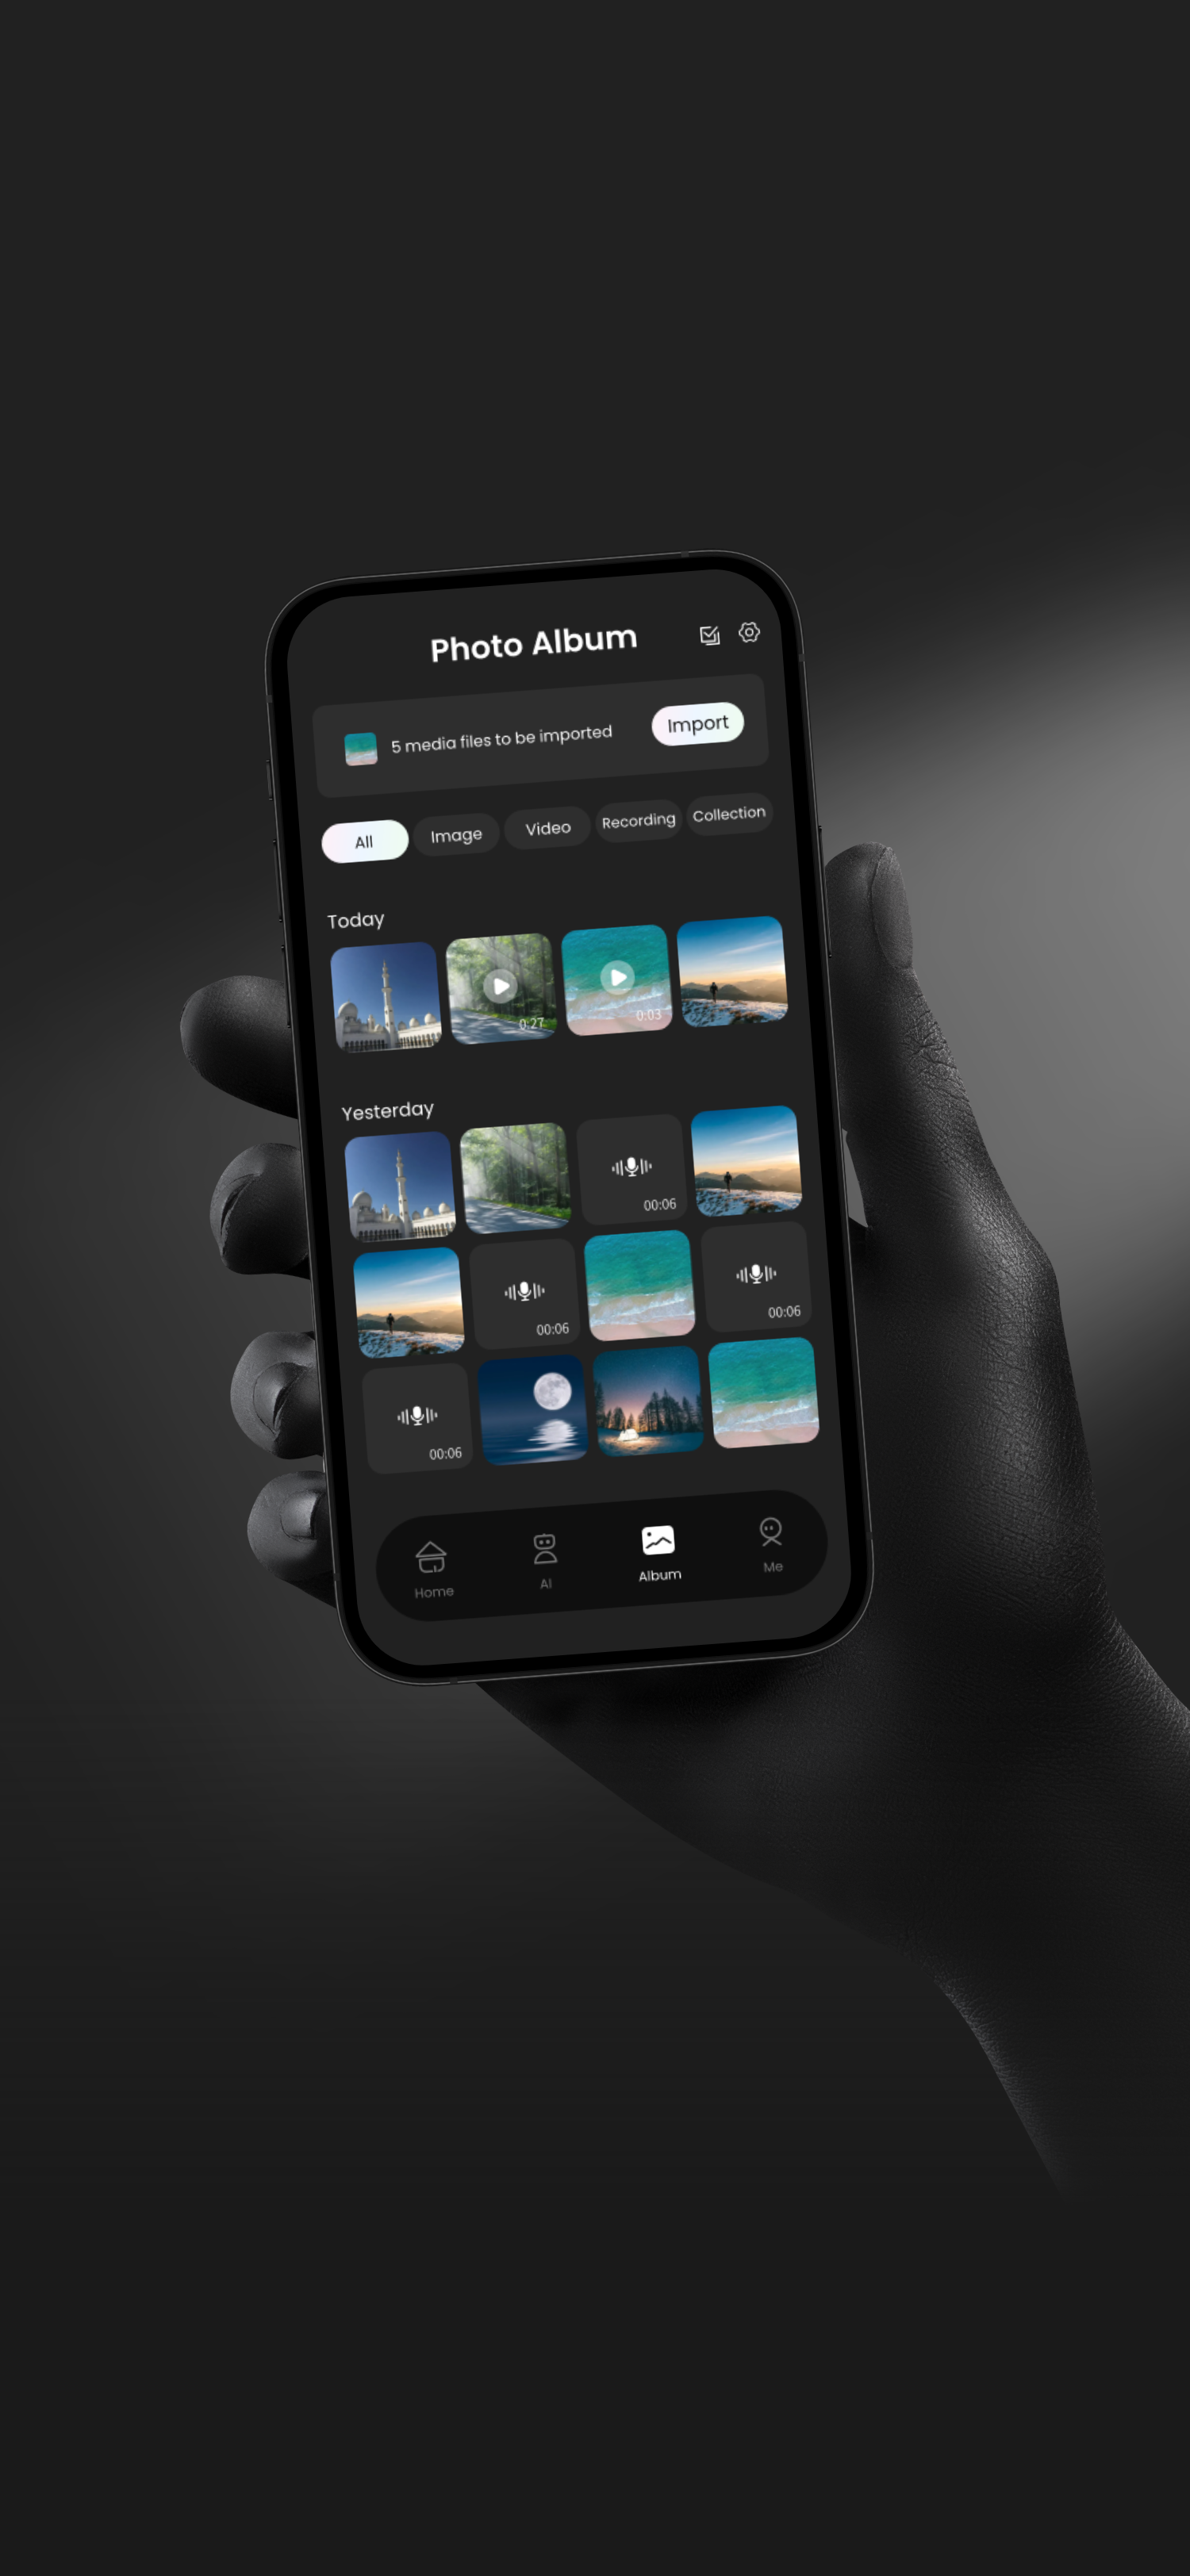 Photo Album
5 media files to be imported
Import
All
Image
Video
Recording
Collection
Today
0:27
0:03
Yesterday
00:06
00:06
00:06
00:06
Home
AI
Album
Me